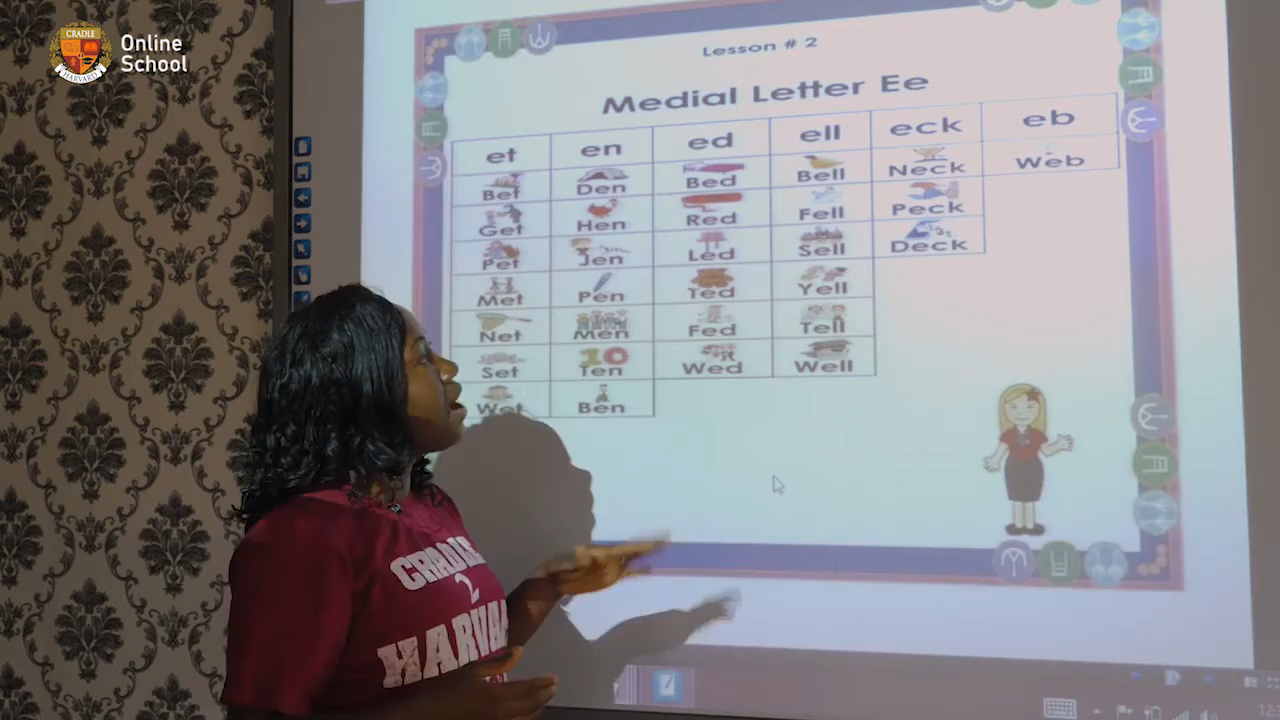 CRADLE
HARVARD
Online
School
Lesson # 2
Medial Letter Ee
et en ed ell eck eb
Bet Den Bed Bell Neck Web
Get Hen Red Fell Peck
Pet Jen Led Sell Deck
Met Pen Ted Yell
Net Men Fed Tell
Set 10 Ten Wed Well
Wet Ben
CRADLE
2
HARVA